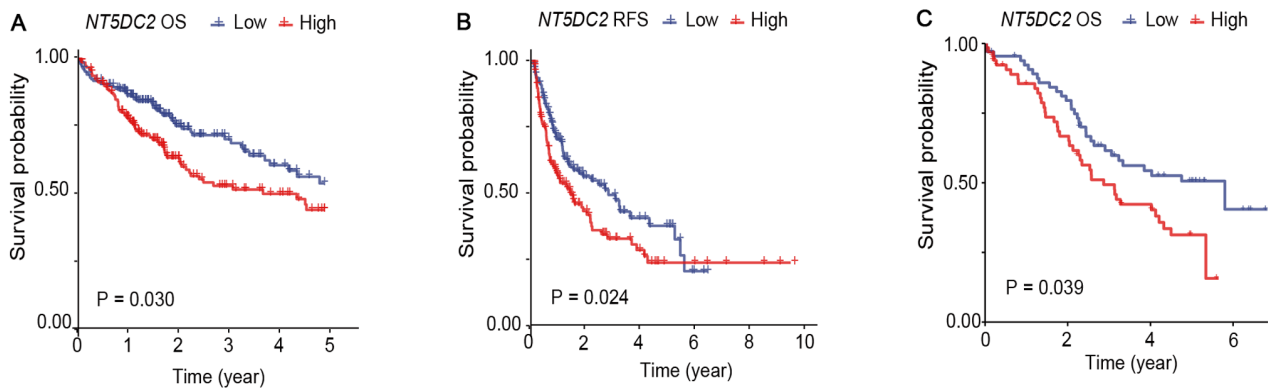 A
NT5DC2 OS Low High
Survival probability
1.00
0.50
0.00
P = 0.030
0 1 2 3 4 5
Time (year)
B
NT5DC2 RFS Low High
Survival probability
1.00
0.50
0.00
P = 0.024
0 2 4 6 8 10
Time (year)
C
NT5DC2 OS Low High
Survival probability
1.00
0.50
0.00
P = 0.039
0 2 4 6
Time (year)